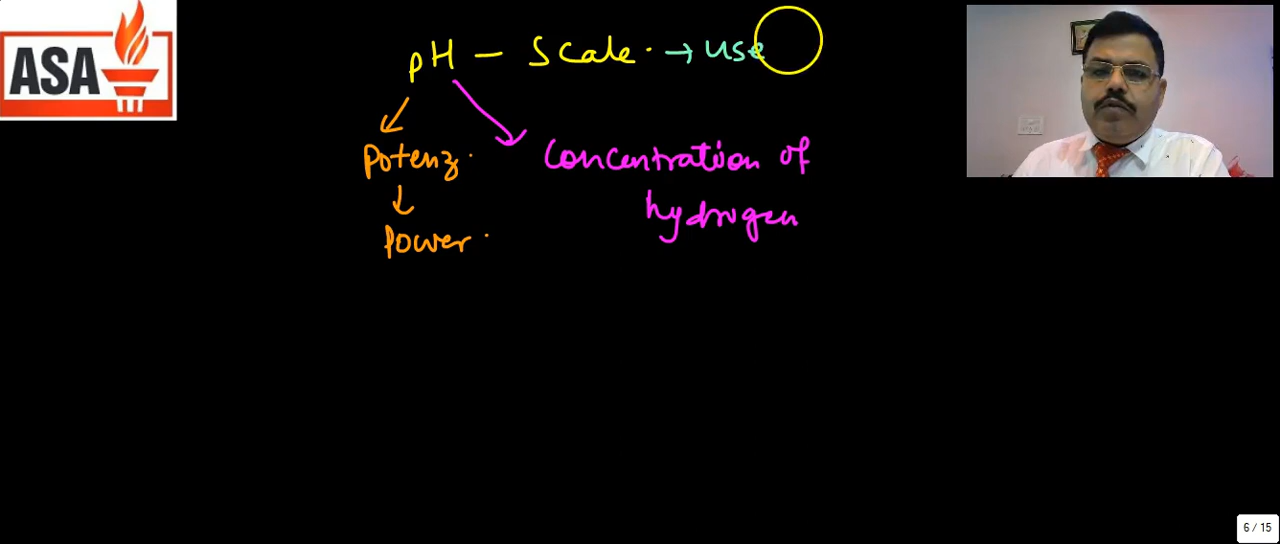 ASA
pH - Scale. → use
Potenz.
Concentration of
hydrogen
Power.
6 / 15